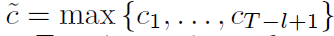 c̃ = max {c₁, …, c_{T−l+1}}